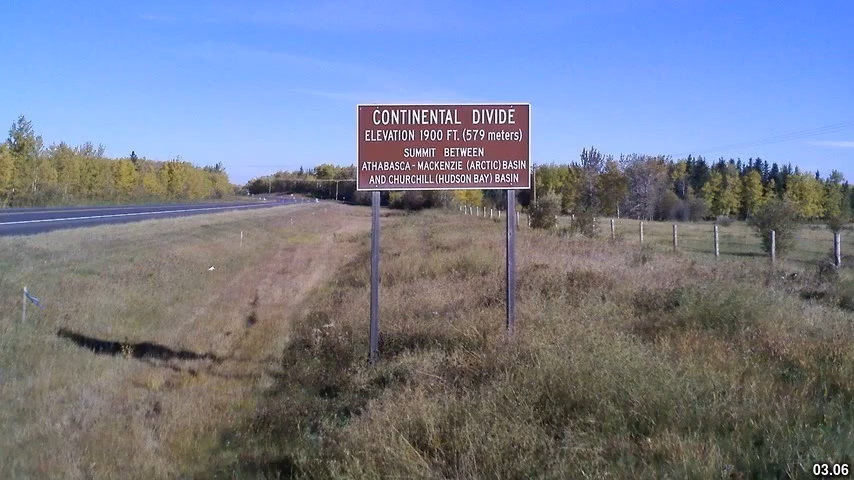 CONTINENTAL DIVIDE
ELEVATION 1900 FT. (579 meters)
SUMMIT BETWEEN
ATHABASCA-MACKENZIE (ARCTIC) BASIN
AND CHURCHILL (HUDSON BAY) BASIN
03.06